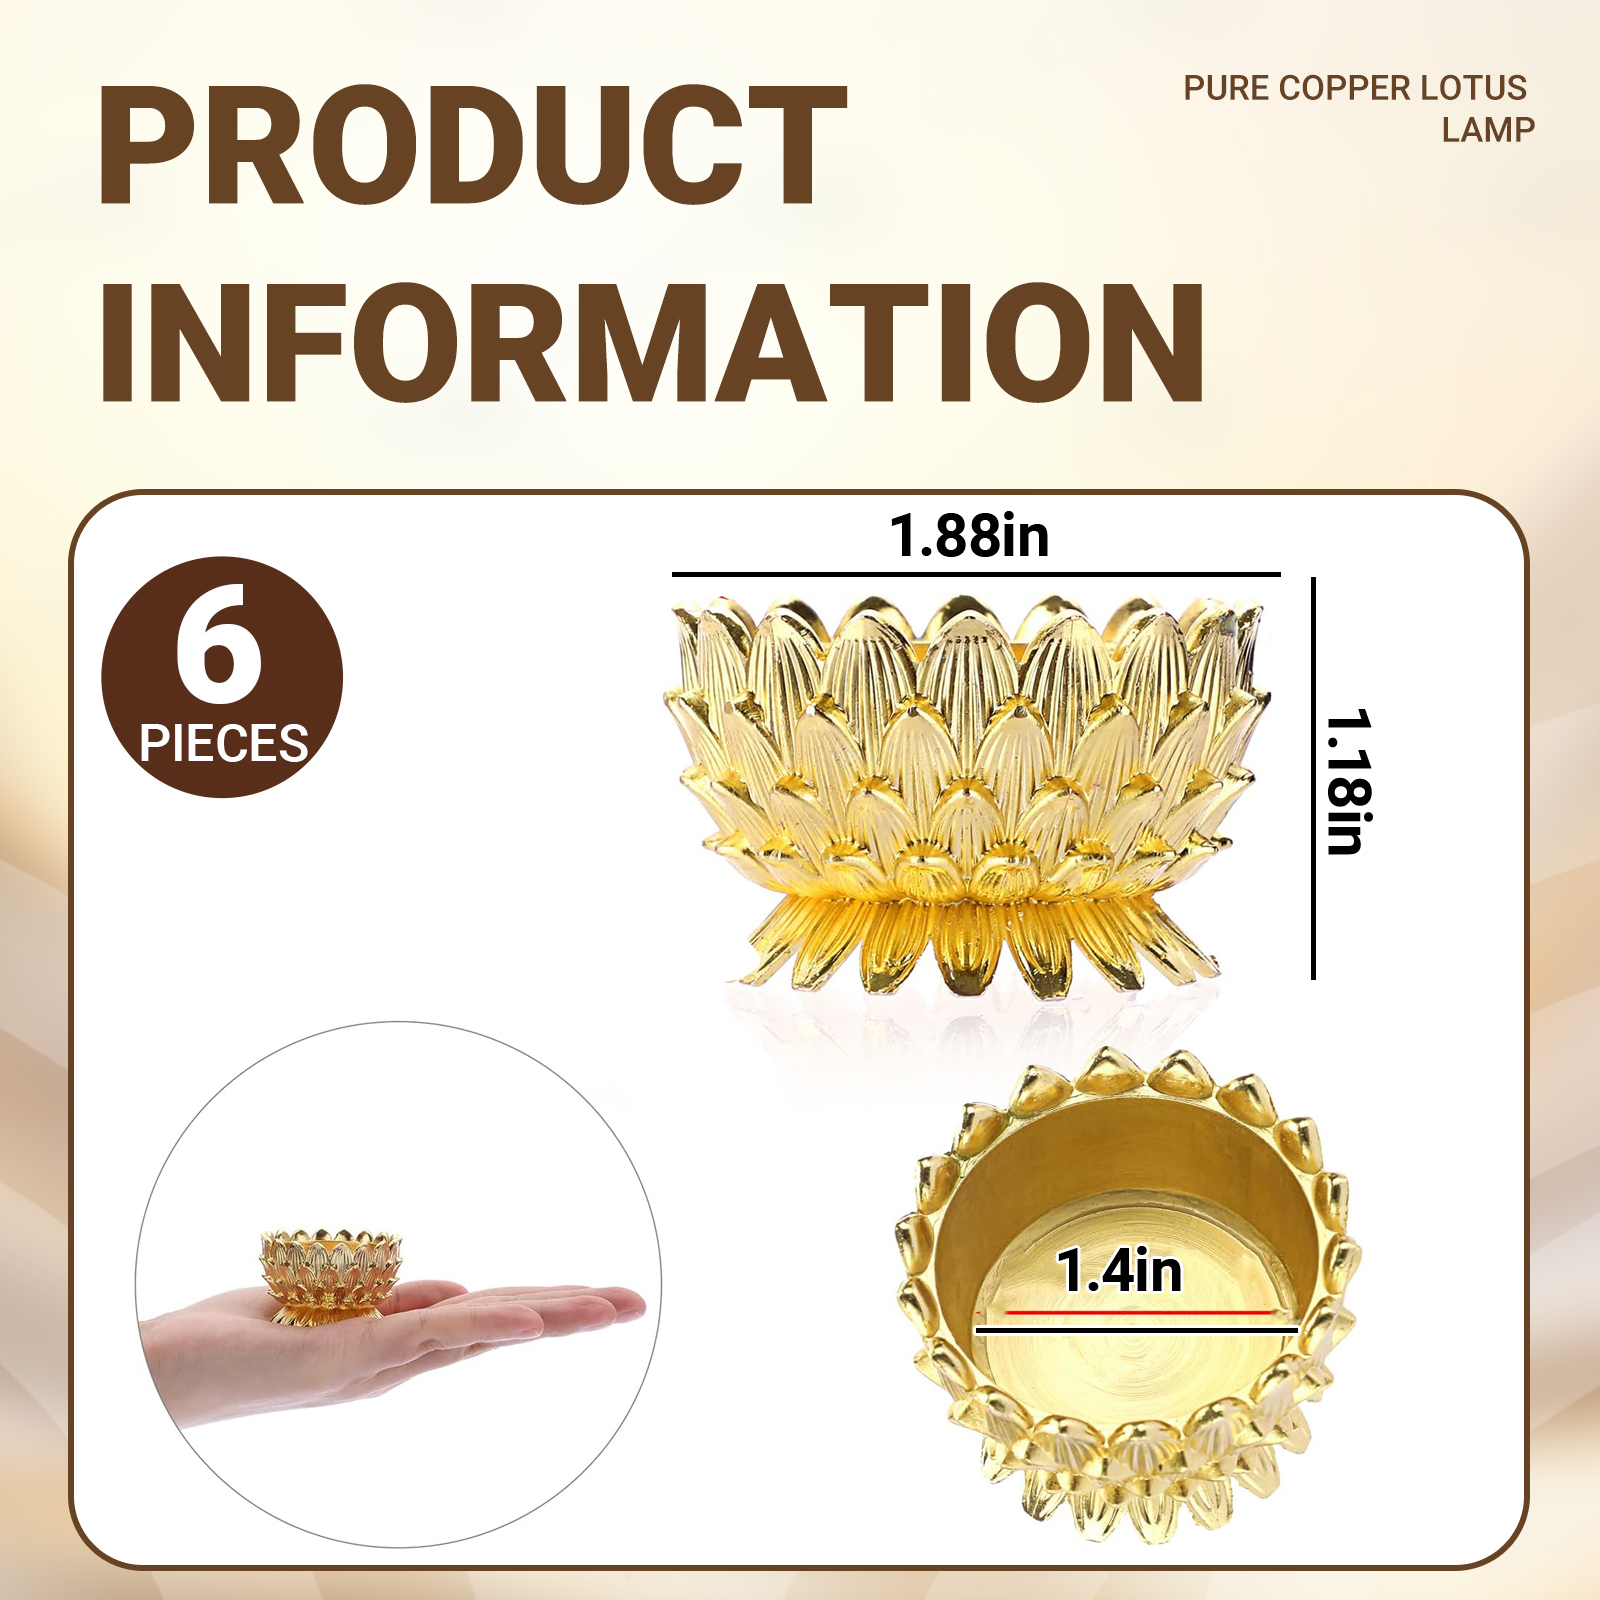 PRODUCT
INFORMATION
PURE COPPER LOTUS
LAMP
6
PIECES
1.88in
1.18in
1.4in